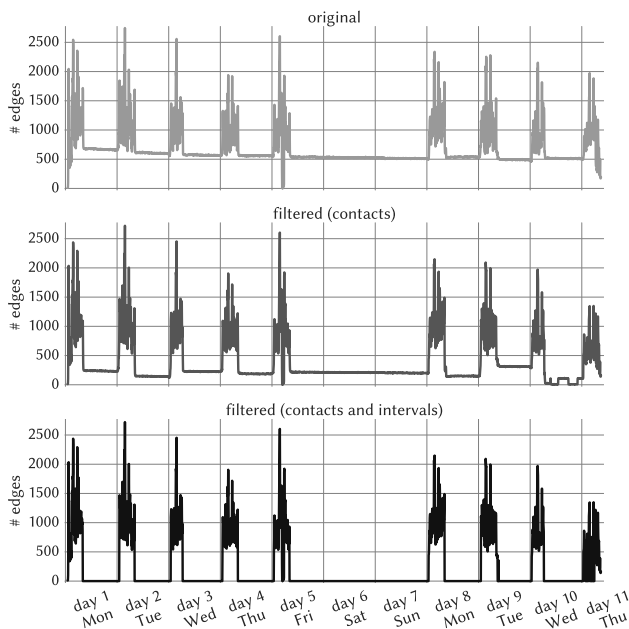 original
# edges
2500
2000
1500
1000
500
0
filtered (contacts)
# edges
2500
2000
1500
1000
500
0
filtered (contacts and intervals)
# edges
2500
2000
1500
1000
500
0
day 1 Mon
day 2 Tue
day 3 Wed
day 4 Thu
day 5 Fri
day 6 Sat
day 7 Sun
day 8 Mon
day 9 Tue
day 10 Wed
day 11 Thu